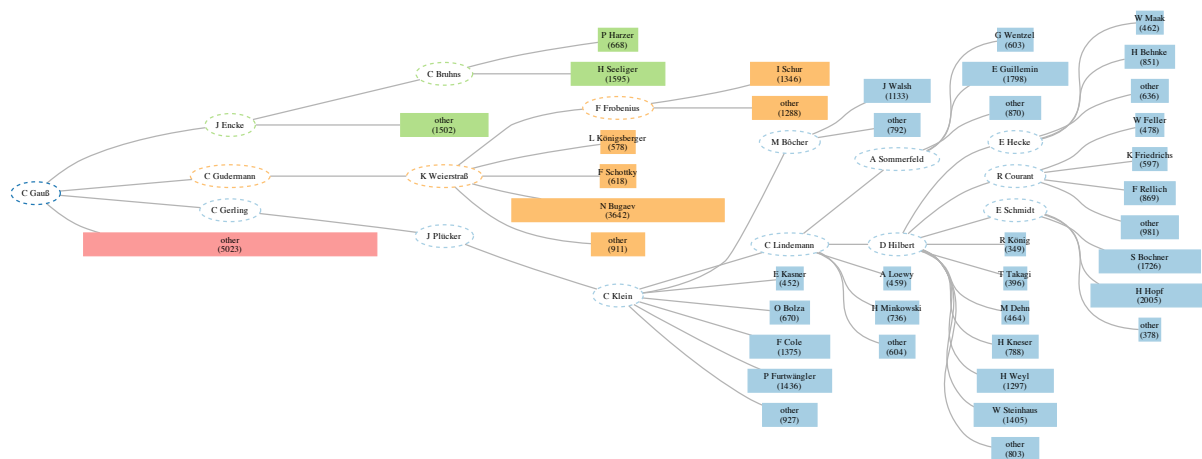 C Gauß
J Encke
C Gudermann
C Gerling
other
(5023)
C Bruhns
other
(1502)
K Weierstraß
J Plücker
P Harzer
(668)
H Seeliger
(1595)
F Frobenius
L Königsberger
(578)
F Schottky
(618)
N Bugaev
(3642)
other
(911)
C Klein
I Schur
(1346)
other
(1288)
M Bôcher
C Lindemann
E Kasner
(452)
O Bolza
(670)
F Cole
(1375)
P Furtwängler
(1436)
other
(927)
J Walsh
(1133)
other
(792)
A Sommerfeld
D Hilbert
A Loewy
(459)
H Minkowski
(736)
other
(604)
G Wentzel
(603)
E Guillemin
(1798)
other
(870)
E Hecke
R Courant
E Schmidt
R König
(349)
T Takagi
(396)
M Dehn
(464)
H Kneser
(788)
H Weyl
(1297)
W Steinhaus
(1405)
other
(803)
W Maak
(462)
H Behnke
(851)
other
(636)
W Feller
(478)
K Friedrichs
(597)
F Rellich
(869)
other
(981)
S Bochner
(1726)
H Hopf
(2005)
other
(378)